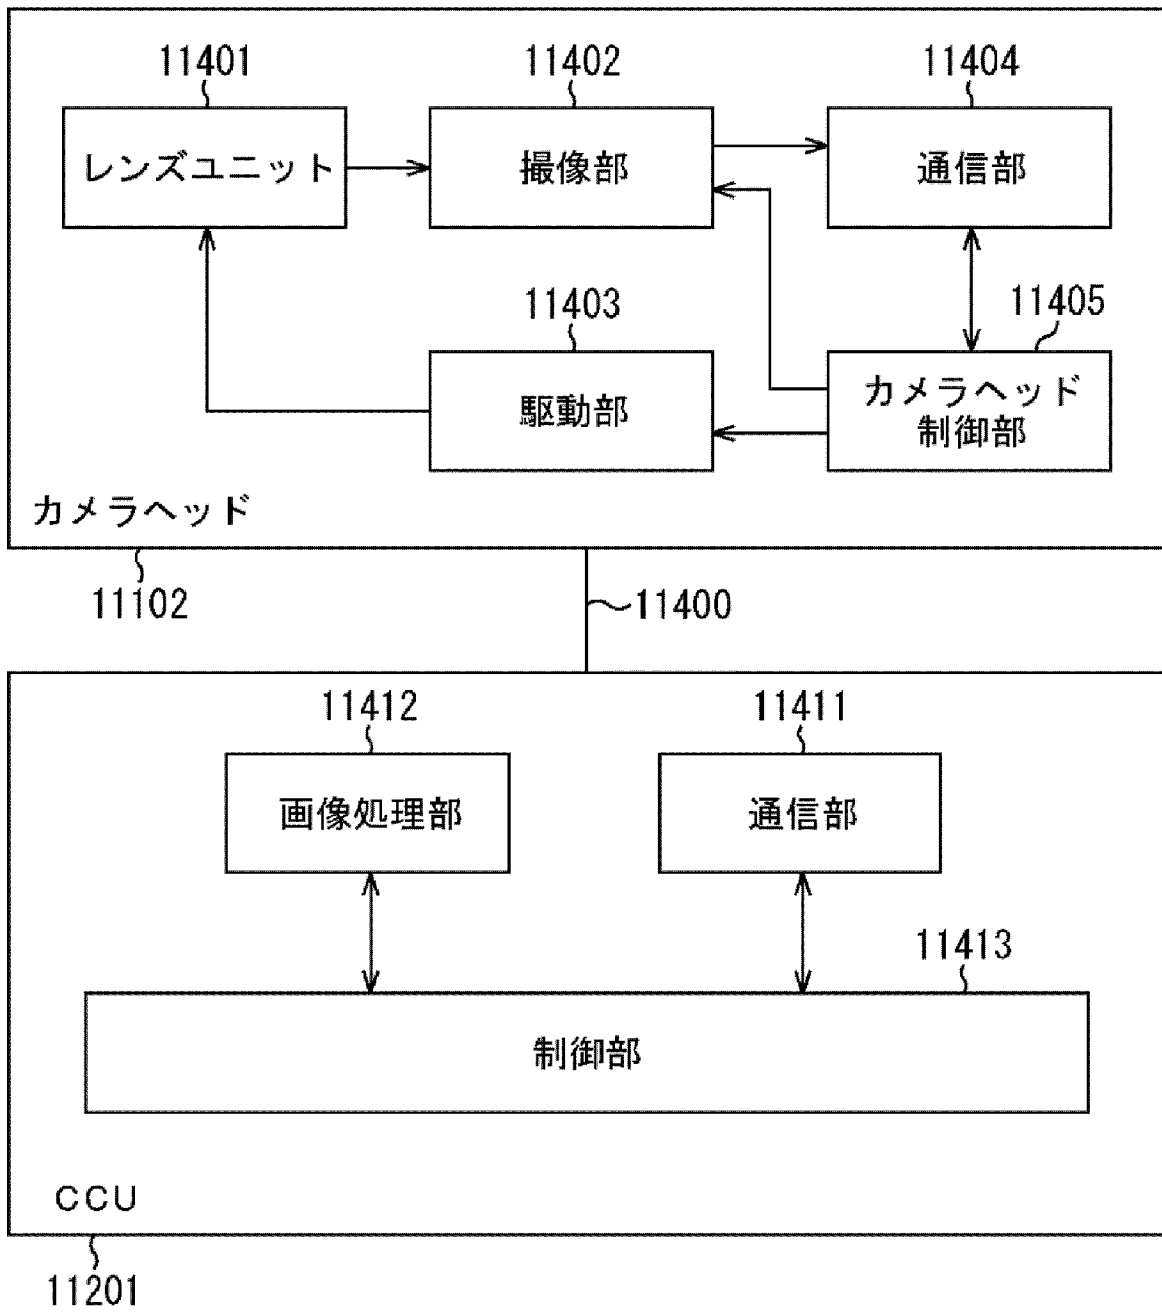 11401
11402
11404
レンズユニット
撮像部
通信部
11403
11405
駆動部
カメラヘッド
制御部
カメラヘッド
11102
11400
11412
11411
画像処理部
通信部
11413
制御部
CCU
11201